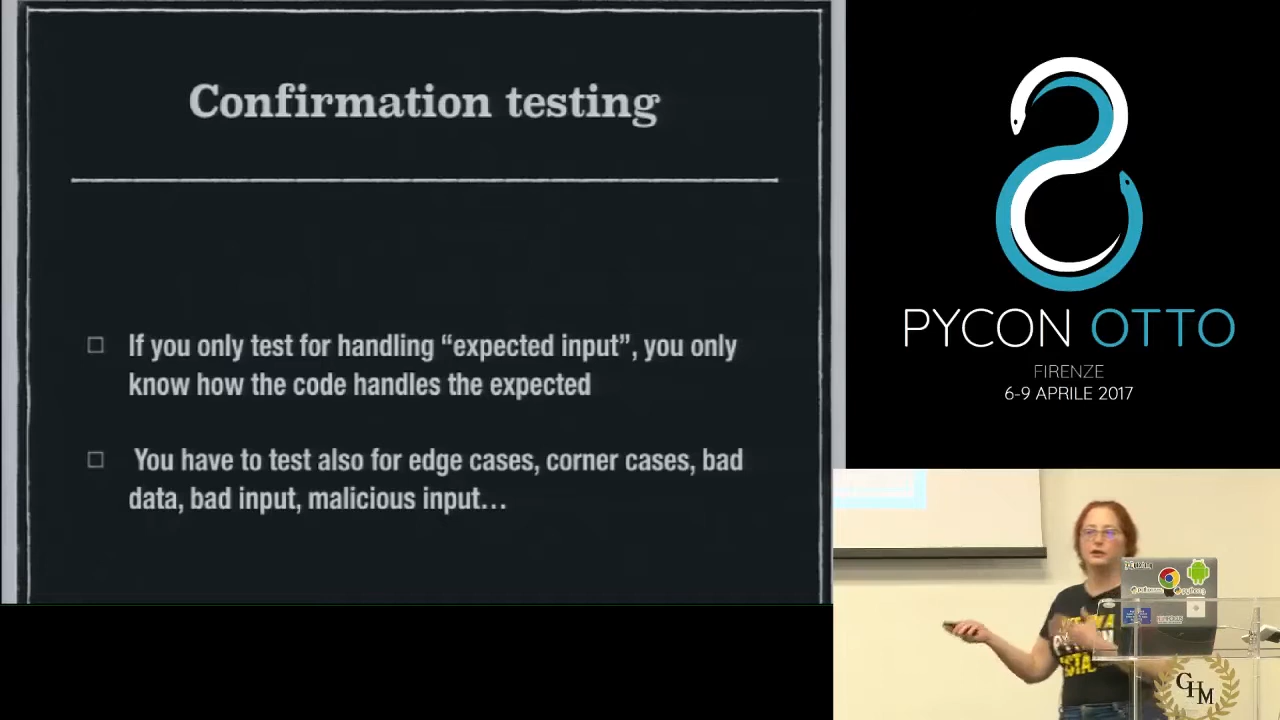 Confirmation testing
If you only test for handling “expected input”, you only
know how the code handles the expected
You have to test also for edge cases, corner cases, bad
data, bad input, malicious input…
PYCON OTTO
FIRENZE
6-9 APRILE 2017
GHM